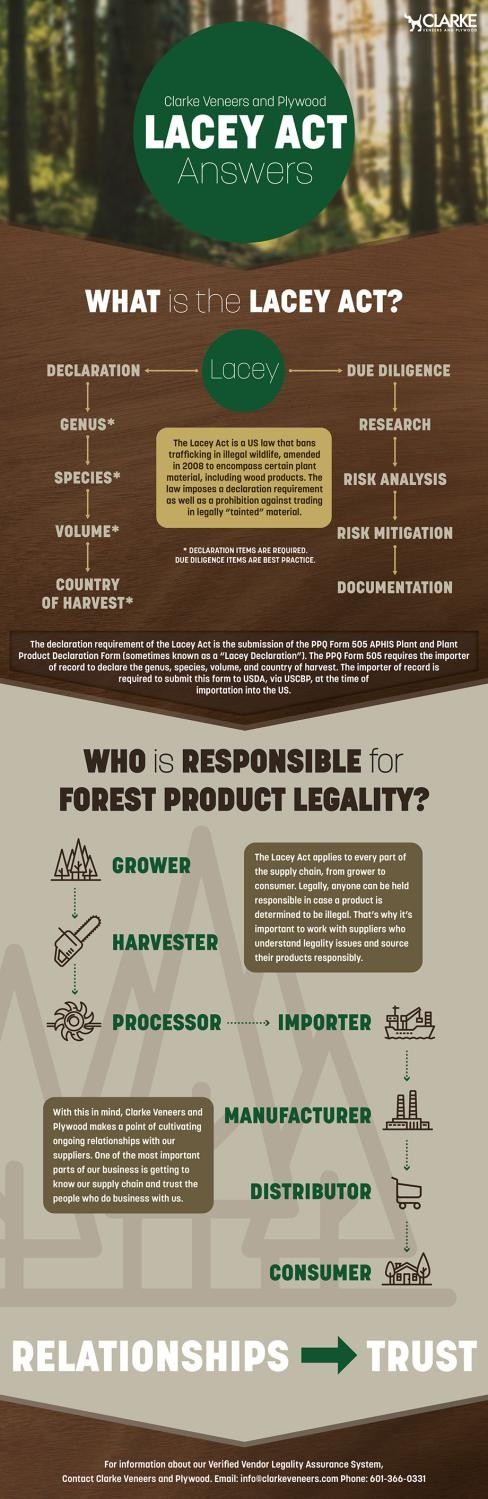 CLARKE
VENEERS AND PLYWOOD
Clarke Veneers and Plywood
LACEY ACT
Answers
WHAT is the LACEY ACT?
Lacey
DECLARATION
GENUS*
SPECIES*
VOLUME*
COUNTRY
OF HARVEST*
The Lacey Act is a US law that bans
trafficking in illegal wildlife, amended
in 2008 to encompass certain plant
material, including wood products. The
law imposes a declaration requirement
as well as a prohibition against trading
in legally “tainted” material.
* DECLARATION ITEMS ARE REQUIRED.
DUE DILIGENCE ITEMS ARE BEST PRACTICE.
DUE DILIGENCE
RESEARCH
RISK ANALYSIS
RISK MITIGATION
DOCUMENTATION
The declaration requirement of the Lacey Act is the submission of the PPQ Form 505 APHIS Plant and Plant
Product Declaration Form (sometimes known as a “Lacey Declaration”). The PPQ Form 505 requires the importer
of record to declare the genus, species, volume, and country of harvest. The importer of record is
required to submit this form to USDA, via USCBP, at the time of
importation into the US.
WHO is RESPONSIBLE for
FOREST PRODUCT LEGALITY?
GROWER
HARVESTER
The Lacey Act applies to every part of
the supply chain, from grower to
consumer. Legally, anyone can be held
responsible in case a product is
determined to be illegal. That's why it's
important to work with suppliers who
understand legality issues and source
their products responsibly.
PROCESSOR
IMPORTER
With this in mind, Clarke Veneers and
Plywood makes a point of cultivating
ongoing relationships with our
suppliers. One of the most important
parts of our business is getting to
know our supply chain and trust the
people who do business with us.
MANUFACTURER
DISTRIBUTOR
CONSUMER
RELATIONSHIPS TRUST
For information about our Verified Vendor Legality Assurance System,
Contact Clarke Veneers and Plywood. Email: info@clarkeveneers.com Phone: 601-366-0331